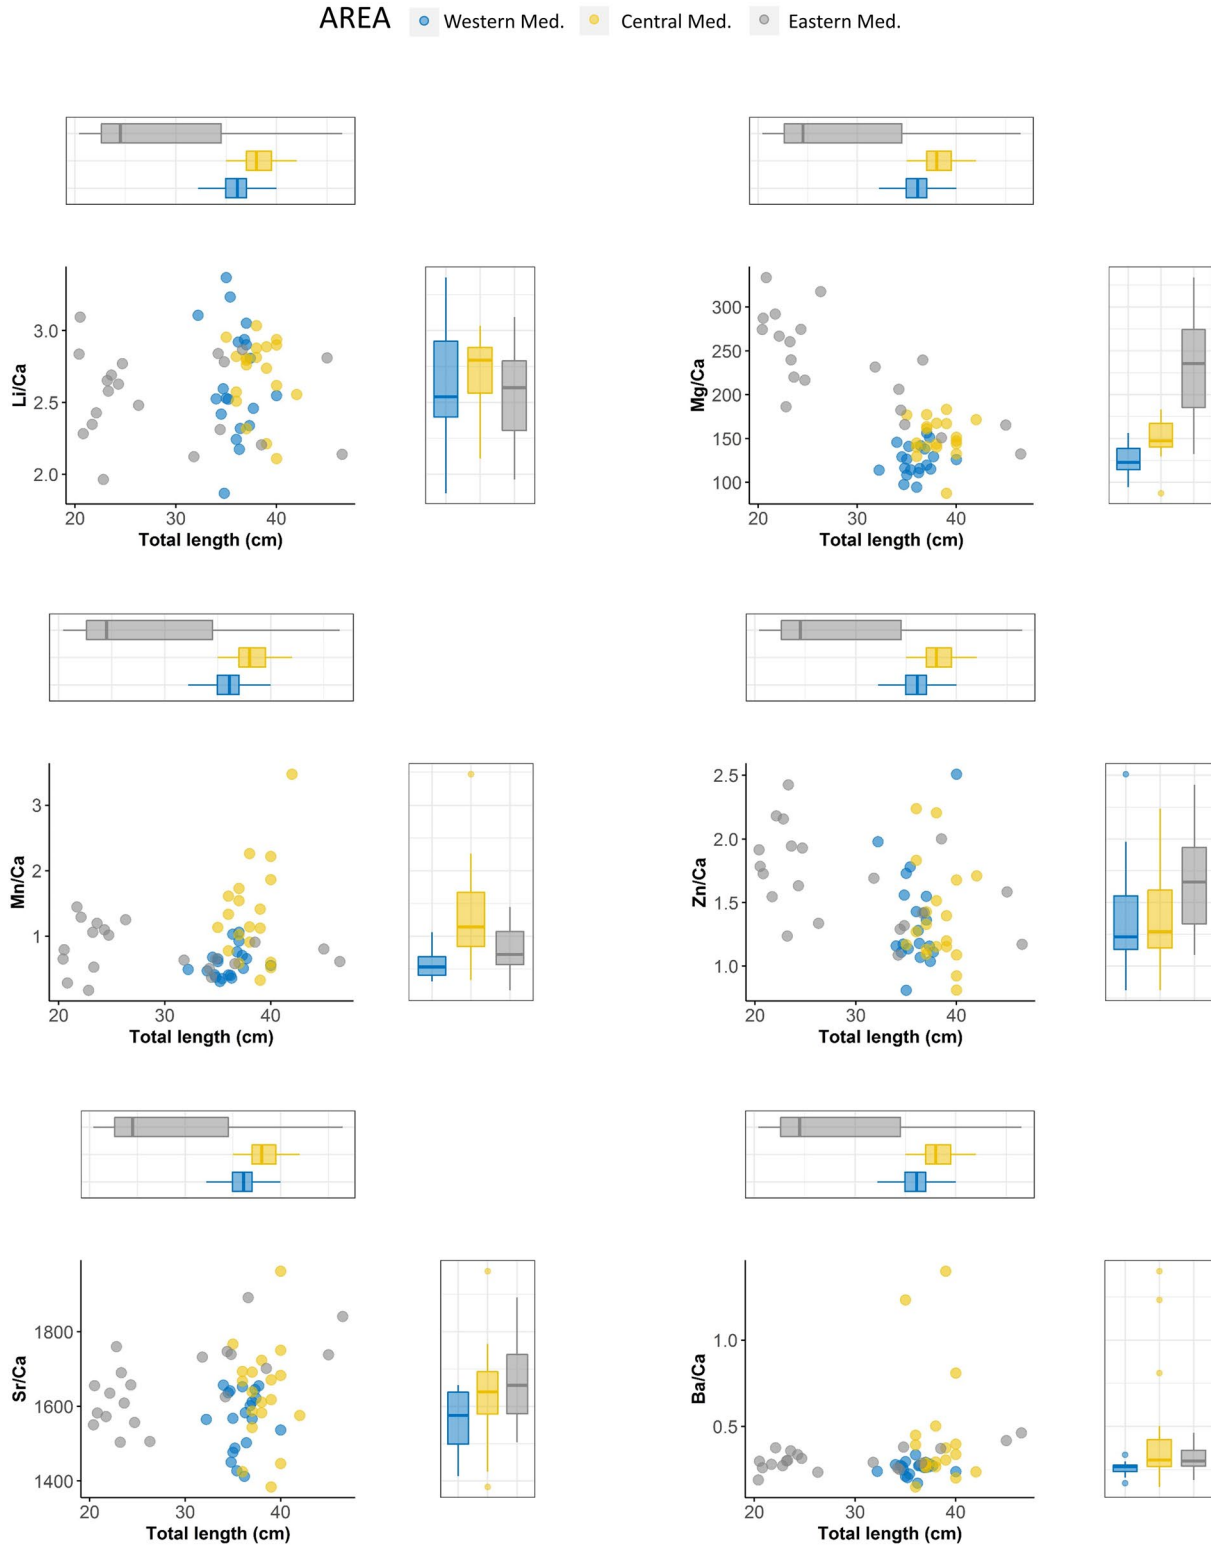 AREA Western Med. Central Med. Eastern Med.
Li/Ca
3.0
2.5
2.0
20 30 40
Total length (cm)
Mg/Ca
300
250
200
150
100
20 30 40
Total length (cm)
Mn/Ca
3
2
1
20 30 40
Total length (cm)
Zn/Ca
2.5
2.0
1.5
1.0
20 30 40
Total length (cm)
Sr/Ca
1800
1600
1400
20 30 40
Total length (cm)
Ba/Ca
1.0
0.5
20 30 40
Total length (cm)